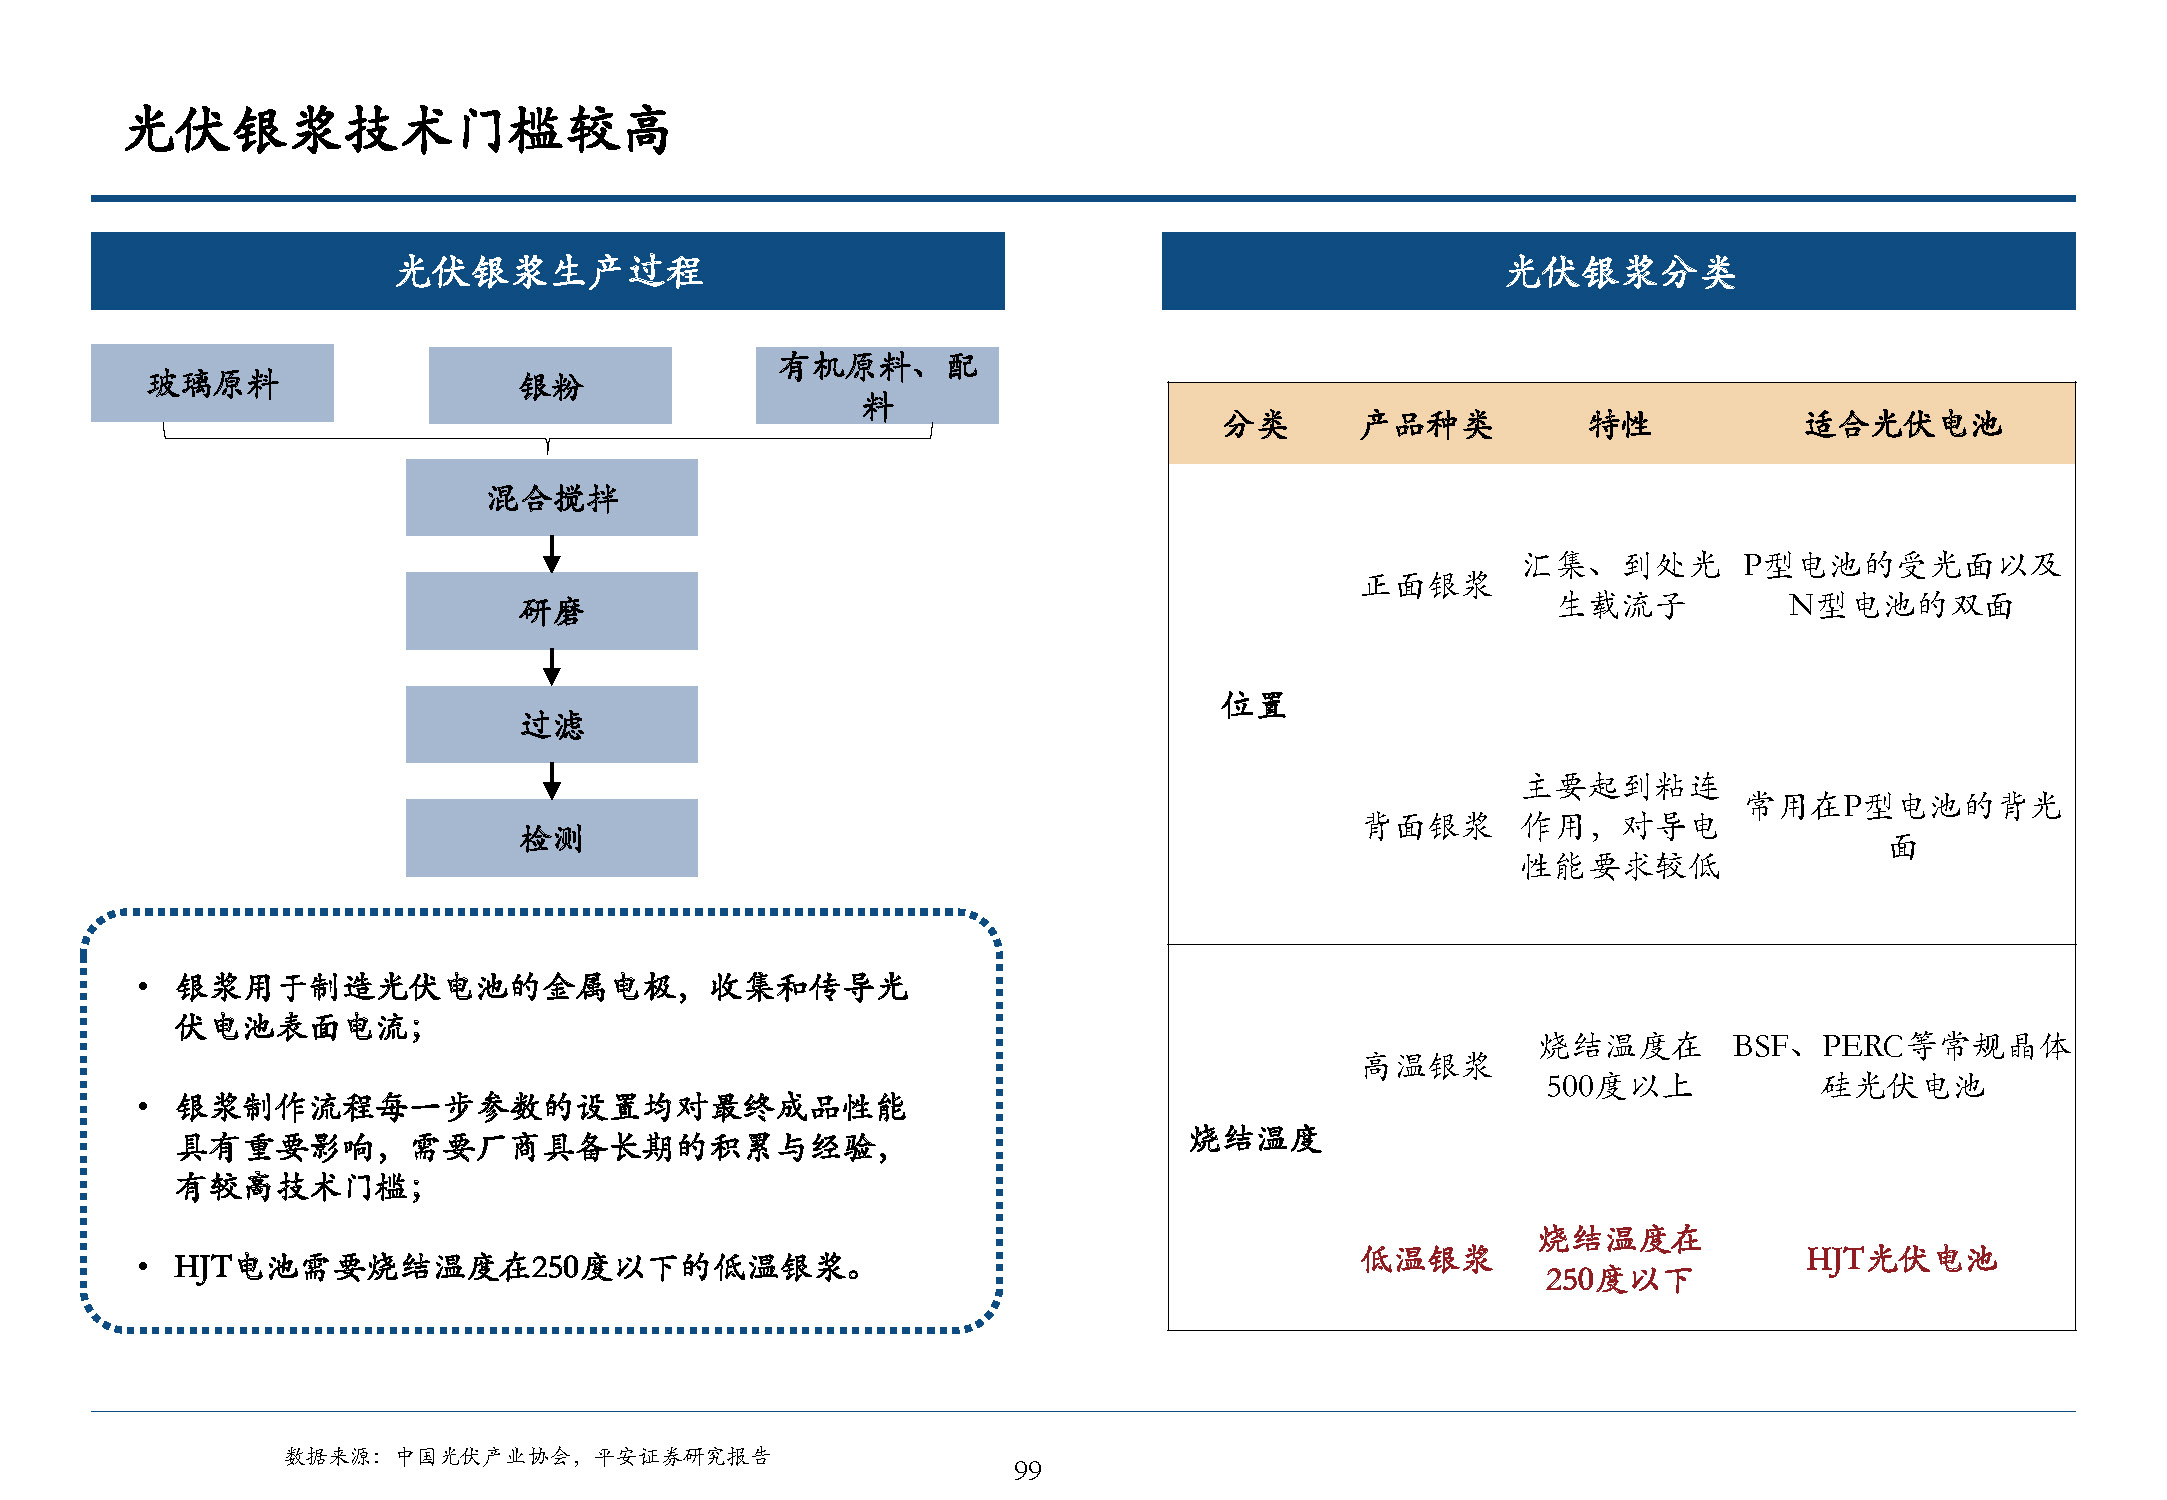 光伏银浆技术门槛较高
光伏银浆生产过程
玻璃原料
银粉
有机原料、配
料
混合搅拌
研磨
过滤
检测
• 银浆用于制造光伏电池的金属电极，收集和传导光
伏电池表面电流；
• 银浆制作流程每一步参数的设置均对最终成品性能
具有重要影响，需要厂商具备长期的积累与经验，
有较高技术门槛；
• HJT电池需要烧结温度在250度以下的低温银浆。
光伏银浆分类
分类 产品种类 特性 适合光伏电池
位置
正面银浆
汇集、到处光
生载流子
P型电池的受光面以及
N型电池的双面
背面银浆
主要起到粘连
作用，对导电
性能要求较低
常用在P型电池的背光
面
烧结温度
高温银浆
烧结温度在
500度以上
BSF、PERC等常规晶体
硅光伏电池
低温银浆
烧结温度在
250度以下
HJT光伏电池
数据来源：中国光伏产业协会，平安证券研究报告
99